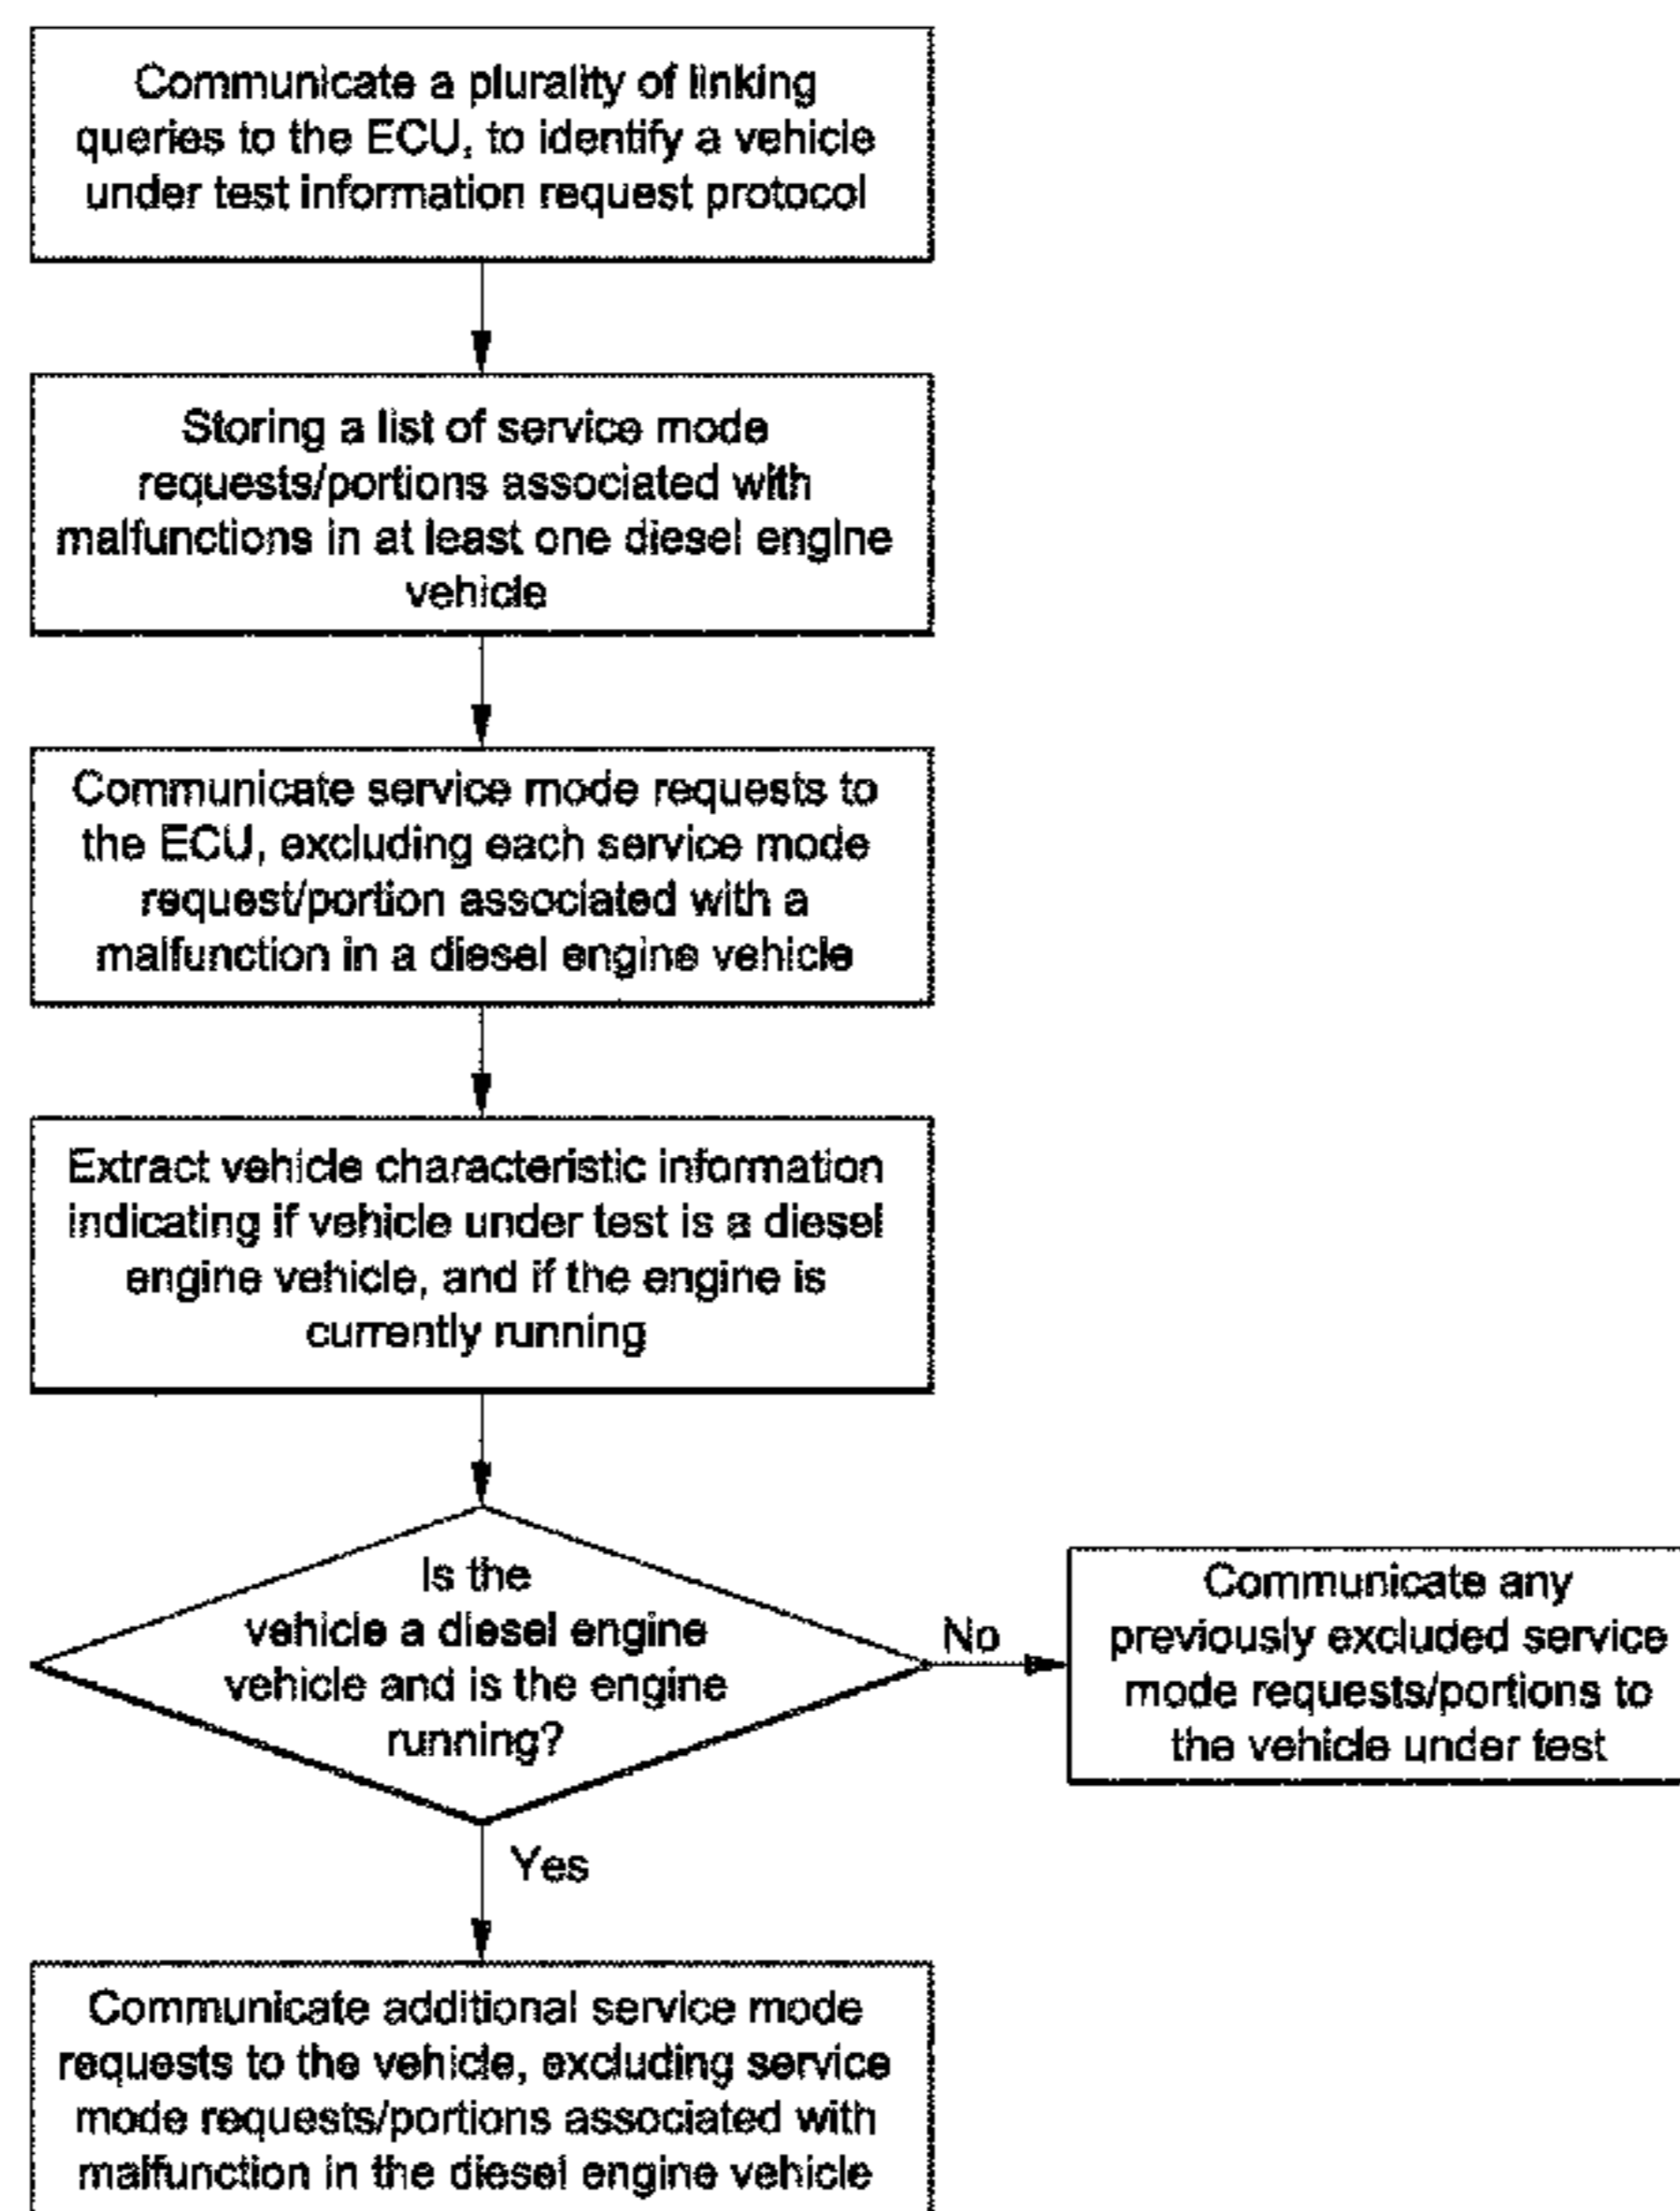 Communicate a plurality of linking
queries to the ECU, to identify a vehicle
under test information request protocol
Storing a list of service mode
requests/portions associated with
malfunctions in at least one diesel engine
vehicle
Communicate service mode requests to
the ECU, excluding each service mode
request/portion associated with a
malfunction in a diesel engine vehicle
Extract vehicle characteristic information
indicating if vehicle under test is a diesel
engine vehicle, and if the engine is
currently running
Is the
vehicle a diesel engine
vehicle and is the engine
running?
No
Communicate any
previously excluded service
mode requests/portions to
the vehicle under test
Yes
Communicate additional service mode
requests to the vehicle, excluding service
mode requests/portions associated with
malfunction in the diesel engine vehicle